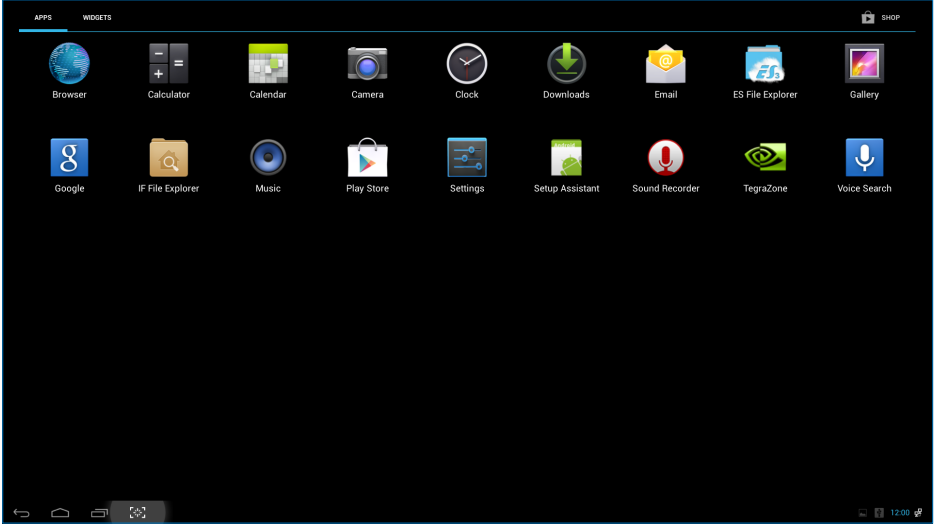 APPS WIDGETS SHOP
Browser Calculator Calendar Camera Clock Downloads Email ES File Explorer Gallery
Google IF File Explorer Music Play Store Settings Setup Assistant Sound Recorder TegraZone Voice Search
12:00